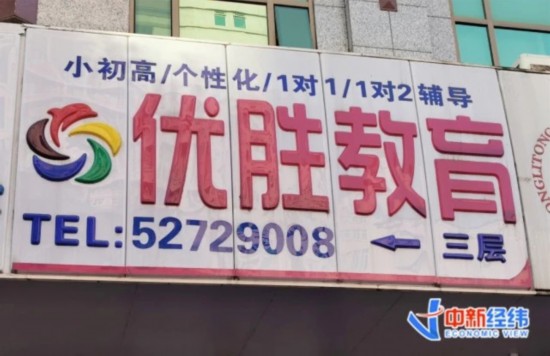 小初高/个性化/1对1/1对2辅导
优胜教育
TEL:52729008 ← 三层
ONGLITONG
中新经纬
ECONOMIC VIEW